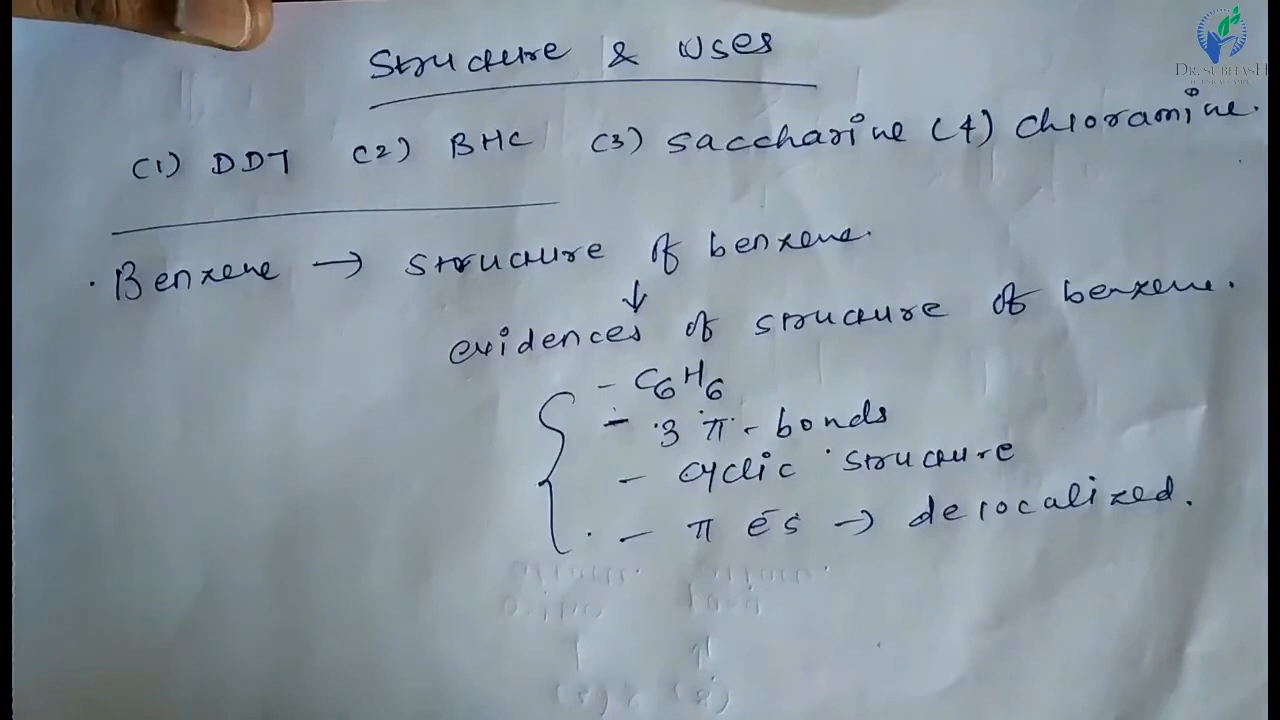 Structure & Uses
(1) DDT (2) BHC (3) Saccharine (4) chloramine.
Benzene → structure of benzene.
↓
evidences of structure of benzene.
- C6H6
- 3 π - bonds
- cyclic structure
- π es → delocalized.